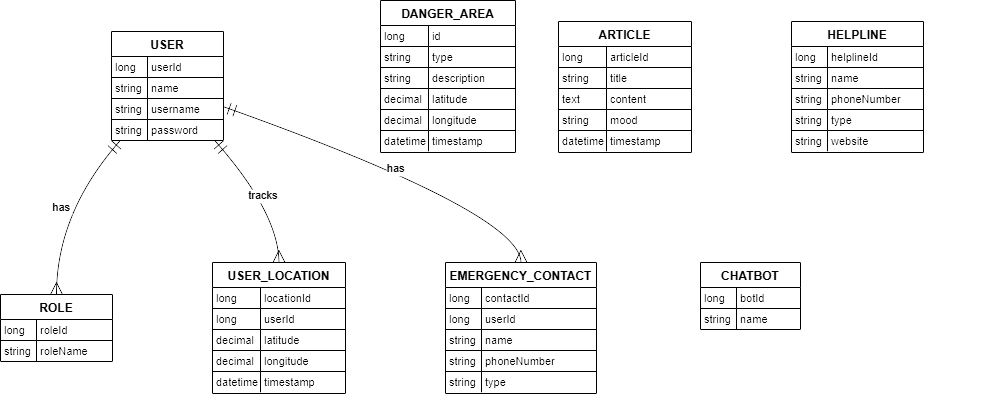 DANGER_AREA
long id
string type
string description
decimal latitude
decimal longitude
datetime timestamp
ARTICLE
long articleId
string title
text content
string mood
datetime timestamp
HELPLINE
long helplineId
string name
string phoneNumber
string type
string website
USER
long userId
string name
string username
string password
has
tracks
has
ROLE
long roleId
string roleName
USER_LOCATION
long locationId
long userId
decimal latitude
decimal longitude
datetime timestamp
EMERGENCY_CONTACT
long contactId
long userId
string name
string phoneNumber
string type
CHATBOT
long botId
string name